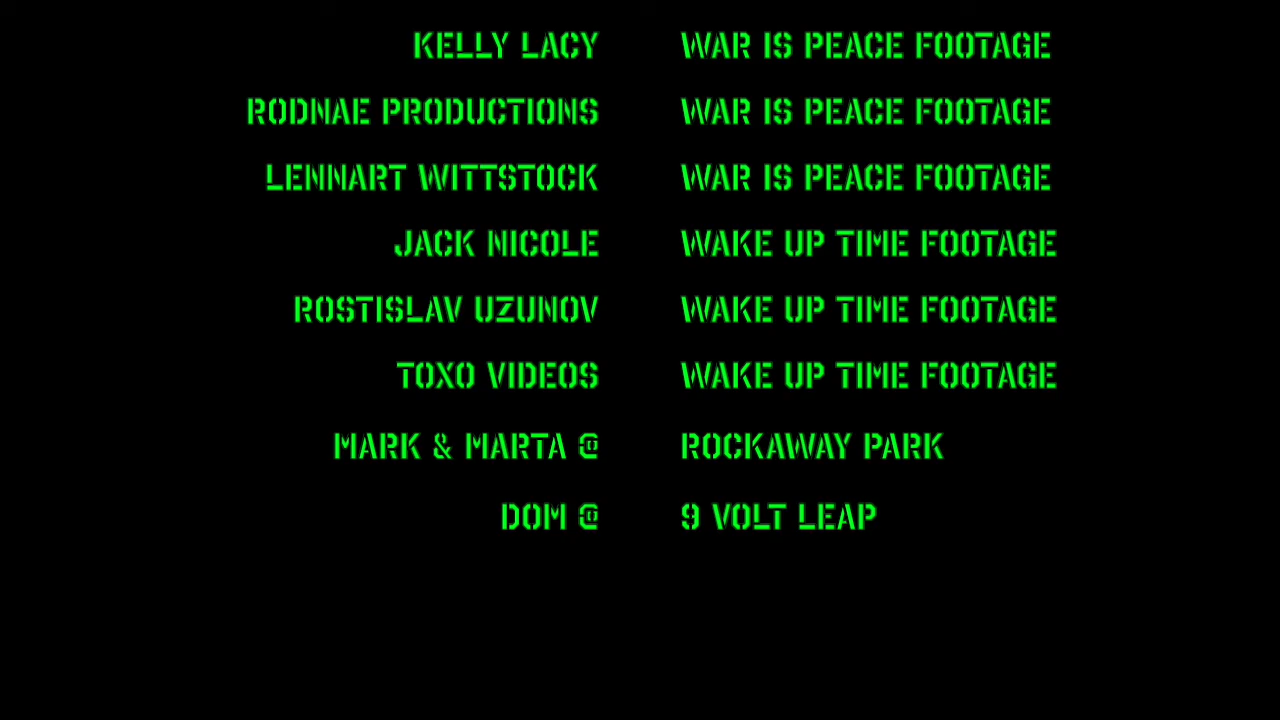 KELLY LACY WAR IS PEACE FOOTAGE
RODNAE PRODUCTIONS WAR IS PEACE FOOTAGE
LENNART WITTSTOCK WAR IS PEACE FOOTAGE
JACK NICOLE WAKE UP TIME FOOTAGE
ROSTISLAV UZUNOV WAKE UP TIME FOOTAGE
TOXO VIDEOS WAKE UP TIME FOOTAGE
MARK & MARTA @ ROCKAWAY PARK
DOM @ 9 VOLT LEAP